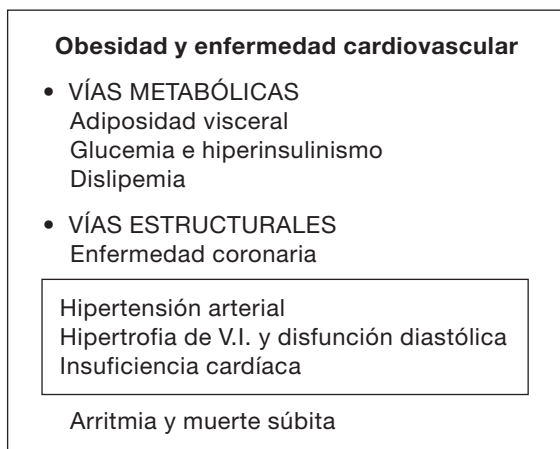 Obesidad y enfermedad cardiovascular
• VÍAS METABÓLICAS
Adiposidad visceral
Glucemia e hiperinsulinismo
Dislipemia
• VÍAS ESTRUCTURALES
Enfermedad coronaria
Hipertensión arterial
Hipertrofia de V.I. y disfunción diastólica
Insuficiencia cardíaca
Arritmia y muerte súbita